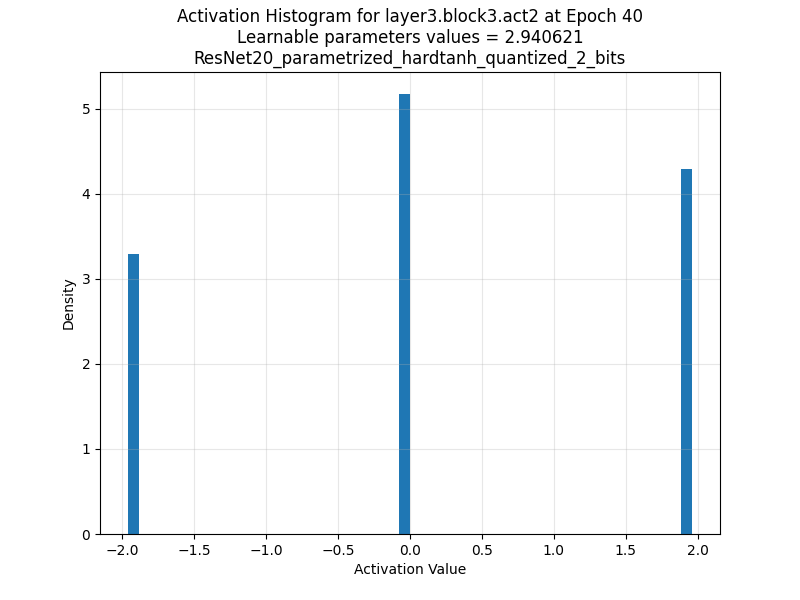 Activation Histogram for layer3.block3.act2 at Epoch 40
Learnable parameters values = 2.940621
ResNet20_parametrized_hardtanh_quantized_2_bits
5
4
3
2
1
0
Density
−2.0 −1.5 −1.0 −0.5 0.0 0.5 1.0 1.5 2.0
Activation Value